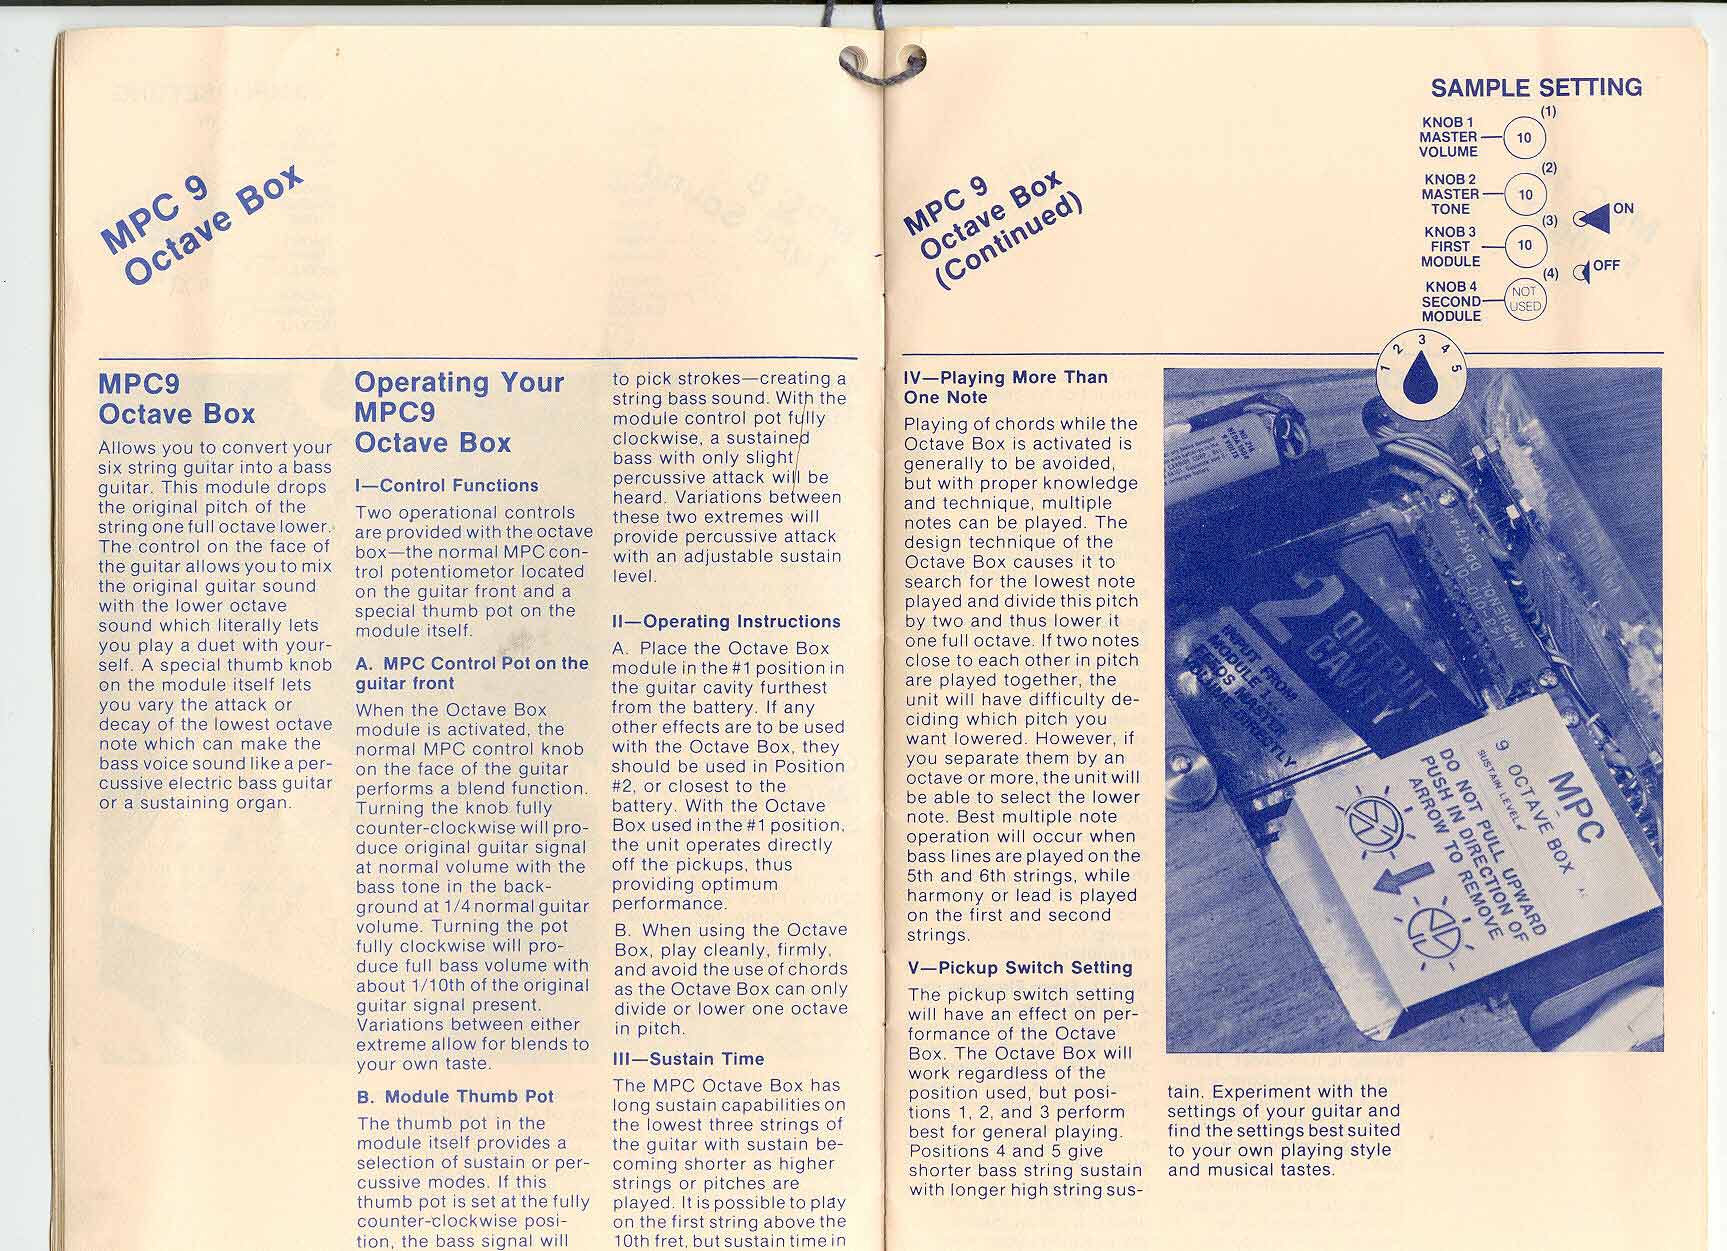 MPC 9
Octave Box
MPC9
Octave Box
Allows you to convert your
six string guitar into a bass
guitar. This module drops
the original pitch of the
string one full octave lower.
The control on the face of
the guitar allows you to mix
the original guitar sound
with the lower octave
sound which literally lets
you play a duet with your-
self. A special thumb knob
on the module itself lets
you vary the attack or
decay of the lowest octave
note which can make the
bass voice sound like a per-
cussive electric bass guitar
or a sustaining organ.
Operating Your
MPC9
Octave Box
I—Control Functions
Two operational controls
are provided with the octave
box—the normal MPC con-
trol potentiometor located
on the guitar front and a
special thumb pot on the
module itself.
A. MPC Control Pot on the
guitar front
When the Octave Box
module is activated, the
normal MPC control knob
on the face of the guitar
performs a blend function.
Turning the knob fully
counter-clockwise will pro-
duce original guitar signal
at normal volume with the
bass tone in the back-
ground at 1/4 normal guitar
volume. Turning the pot
fully clockwise will pro-
duce full bass volume with
about 1/10th of the original
guitar signal present.
Variations between either
extreme allow for blends to
your own taste.
B. Module Thumb Pot
The thumb pot in the
module itself provides a
selection of sustain or per-
cussive modes. If this
thumb pot is set at the fully
counter-clockwise posi-
tion, the bass signal will
to pick strokes—creating a
string bass sound. With the
module control pot fully
clockwise, a sustained
bass with only slight
percussive attack will be
heard. Variations between
these two extremes will
provide percussive attack
with an adjustable sustain
level.
II—Operating Instructions
A. Place the Octave Box
module in the #1 position in
the guitar cavity furthest
from the battery. If any
other effects are to be used
with the Octave Box, they
should be used in Position
#2, or closest to the
battery. With the Octave
Box used in the #1 position,
the unit operates directly
off the pickups, thus
providing optimum
performance.
B. When using the Octave
Box, play cleanly, firmly,
and avoid the use of chords
as the Octave Box can only
divide or lower one octave
in pitch.
III—Sustain Time
The MPC Octave Box has
long sustain capabilities on
the lowest three strings of
the guitar with sustain be-
coming shorter as higher
strings or pitches are
played. It is possible to play
on the first string above the
10th fret, but sustain time in
MPC 9
Octave Box
(Continued)
SAMPLE SETTING
KNOB 1
MASTER
VOLUME
10
(1)
KNOB 2
MASTER
TONE
10
(2)
KNOB 3
FIRST
MODULE
10
(3)
ON
KNOB 4
SECOND
MODULE
NOT
USED
(4)
OFF
1 2 3 4 5
IV—Playing More Than
One Note
Playing of chords while the
Octave Box is activated is
generally to be avoided,
but with proper knowledge
and technique, multiple
notes can be played. The
design technique of the
Octave Box causes it to
search for the lowest note
played and divide this pitch
by two and thus lower it
one full octave. If two notes
close to each other in pitch
are played together, the
unit will have difficulty de-
ciding which pitch you
want lowered. However, if
you separate them by an
octave or more, the unit will
be able to select the lower
note. Best multiple note
operation will occur when
bass lines are played on the
5th and 6th strings, while
harmony or lead is played
on the first and second
strings.
V—Pickup Switch Setting
The pickup switch setting
will have an effect on per-
formance of the Octave
Box. The Octave Box will
work regardless of the
position used, but posi-
tions 1, 2, and 3 perform
best for general playing.
Positions 4 and 5 give
shorter bass string sustain
with longer high string sus-
2
INPUT FROM
MODULE 1
AMPHENOL
MPC
9 OCTAVE BOX
SUSTAIN LEVEL
DO NOT PULL UPWARD
PUSH IN DIRECTION OF
ARROW TO REMOVE
tain. Experiment with the
settings of your guitar and
find the settings best suited
to your own playing style
and musical tastes.